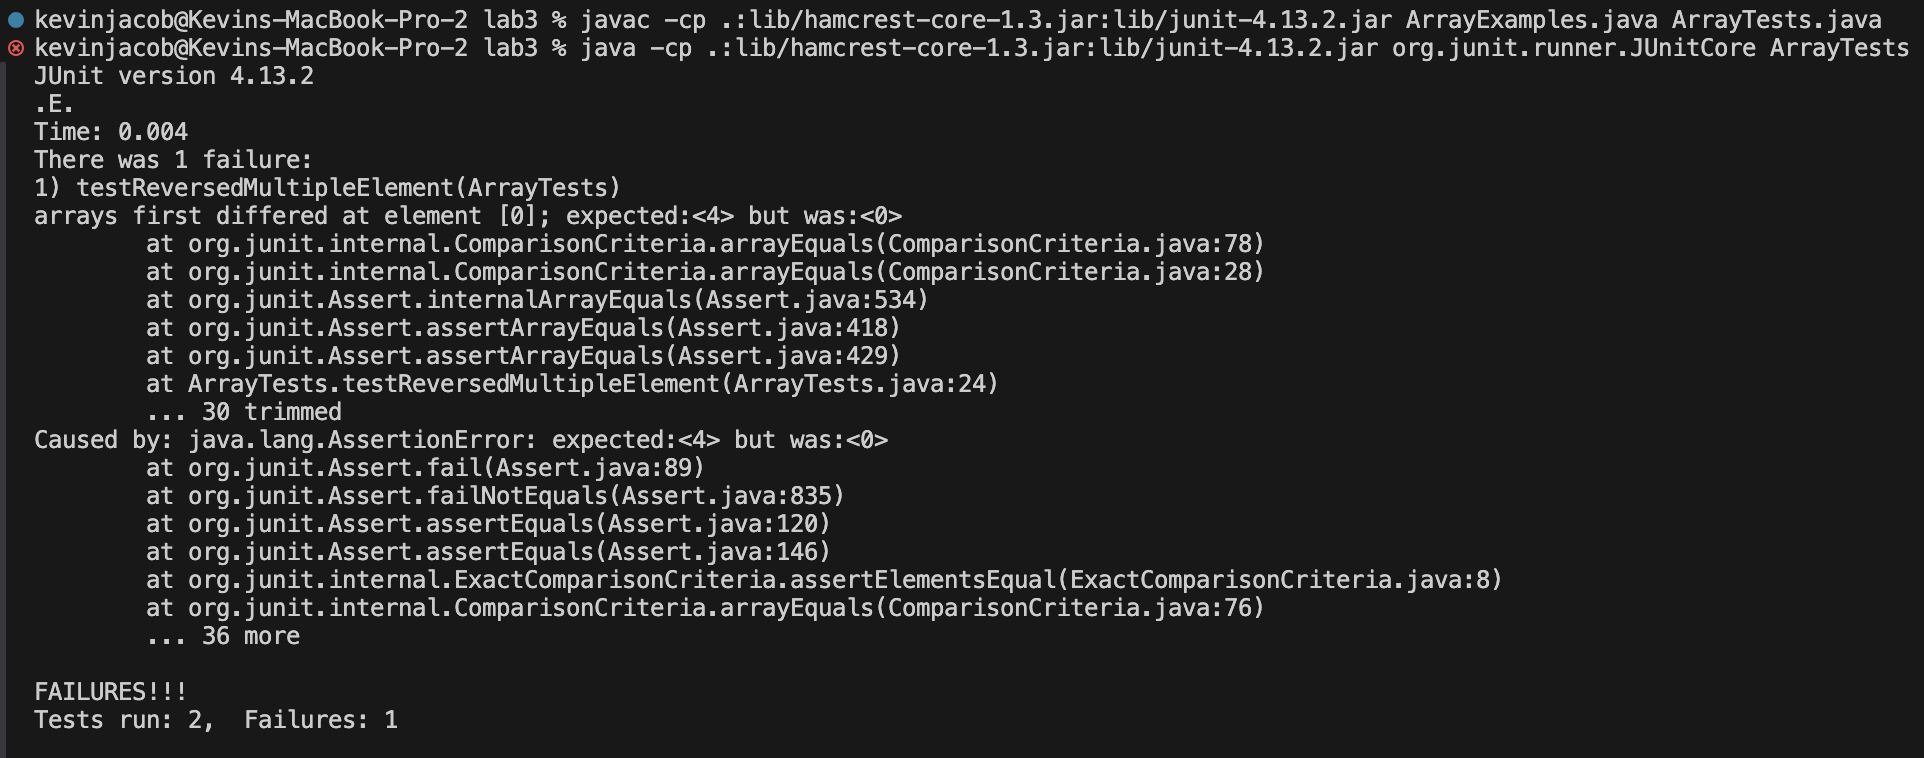 kevinjacob@Kevins-MacBook-Pro-2 lab3 % javac -cp .:lib/hamcrest-core-1.3.jar:lib/junit-4.13.2.jar ArrayExamples.java ArrayTests.java
kevinjacob@Kevins-MacBook-Pro-2 lab3 % java -cp .:lib/hamcrest-core-1.3.jar:lib/junit-4.13.2.jar org.junit.runner.JUnitCore ArrayTests
JUnit version 4.13.2
.E.
Time: 0.004
There was 1 failure:
1) testReversedMultipleElement(ArrayTests)
arrays first differed at element [0]; expected:<4> but was:<0>
        at org.junit.internal.ComparisonCriteria.arrayEquals(ComparisonCriteria.java:78)
        at org.junit.internal.ComparisonCriteria.arrayEquals(ComparisonCriteria.java:28)
        at org.junit.Assert.internalArrayEquals(Assert.java:534)
        at org.junit.Assert.assertArrayEquals(Assert.java:418)
        at org.junit.Assert.assertArrayEquals(Assert.java:429)
        at ArrayTests.testReversedMultipleElement(ArrayTests.java:24)
        ... 30 trimmed
Caused by: java.lang.AssertionError: expected:<4> but was:<0>
        at org.junit.Assert.fail(Assert.java:89)
        at org.junit.Assert.failNotEquals(Assert.java:835)
        at org.junit.Assert.assertEquals(Assert.java:120)
        at org.junit.Assert.assertEquals(Assert.java:146)
        at org.junit.internal.ExactComparisonCriteria.assertElementsEqual(ExactComparisonCriteria.java:8)
        at org.junit.internal.ComparisonCriteria.arrayEquals(ComparisonCriteria.java:76)
        ... 36 more

FAILURES!!!
Tests run: 2,  Failures: 1